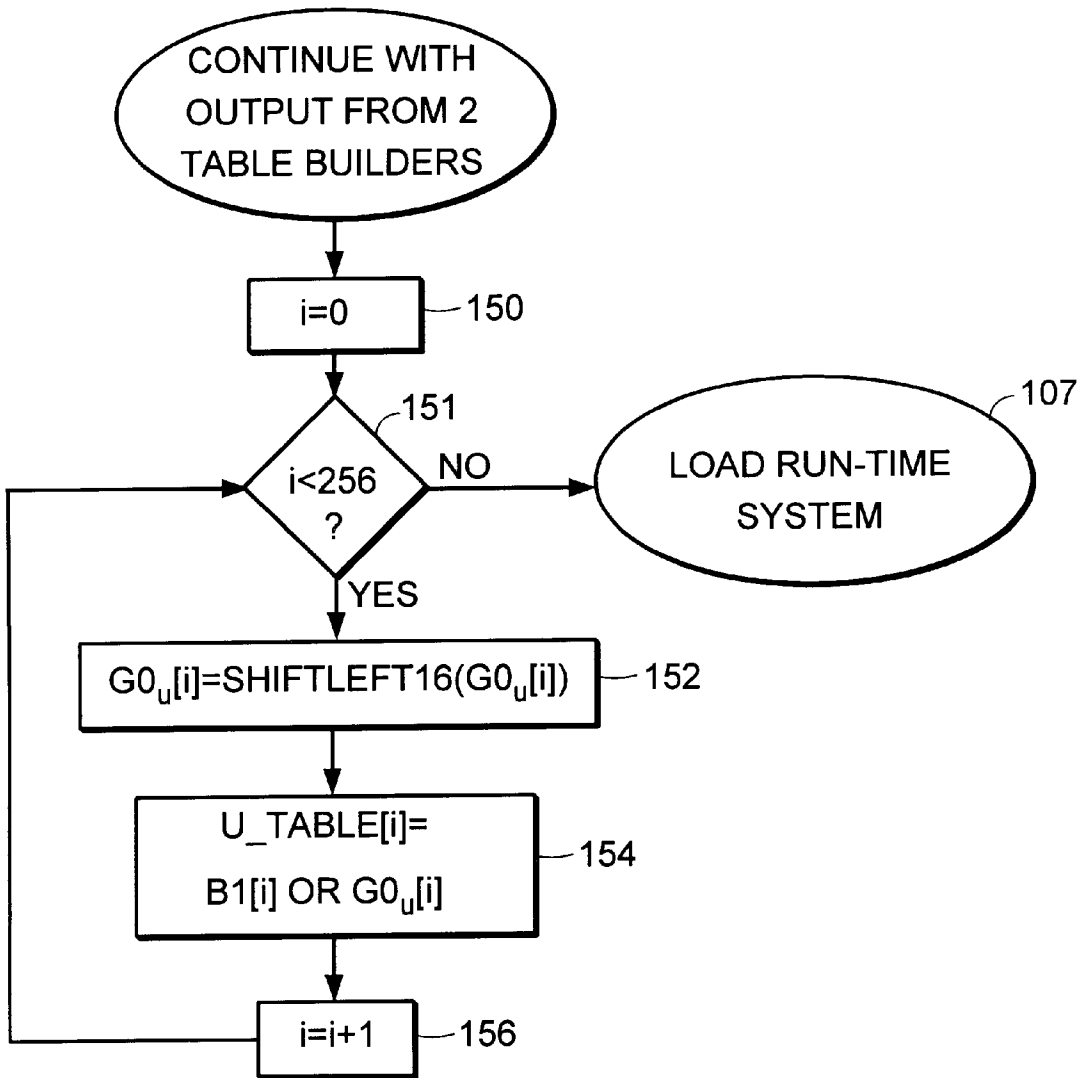 CONTINUE WITH
OUTPUT FROM 2
TABLE BUILDERS
i=0
150
151
i<256
?
NO
107
LOAD RUN-TIME
SYSTEM
YES
G0u[i]=SHIFTLEFT16(G0u[i])
152
U_TABLE[i]=
B1[i] OR G0u[i]
154
i=i+1
156